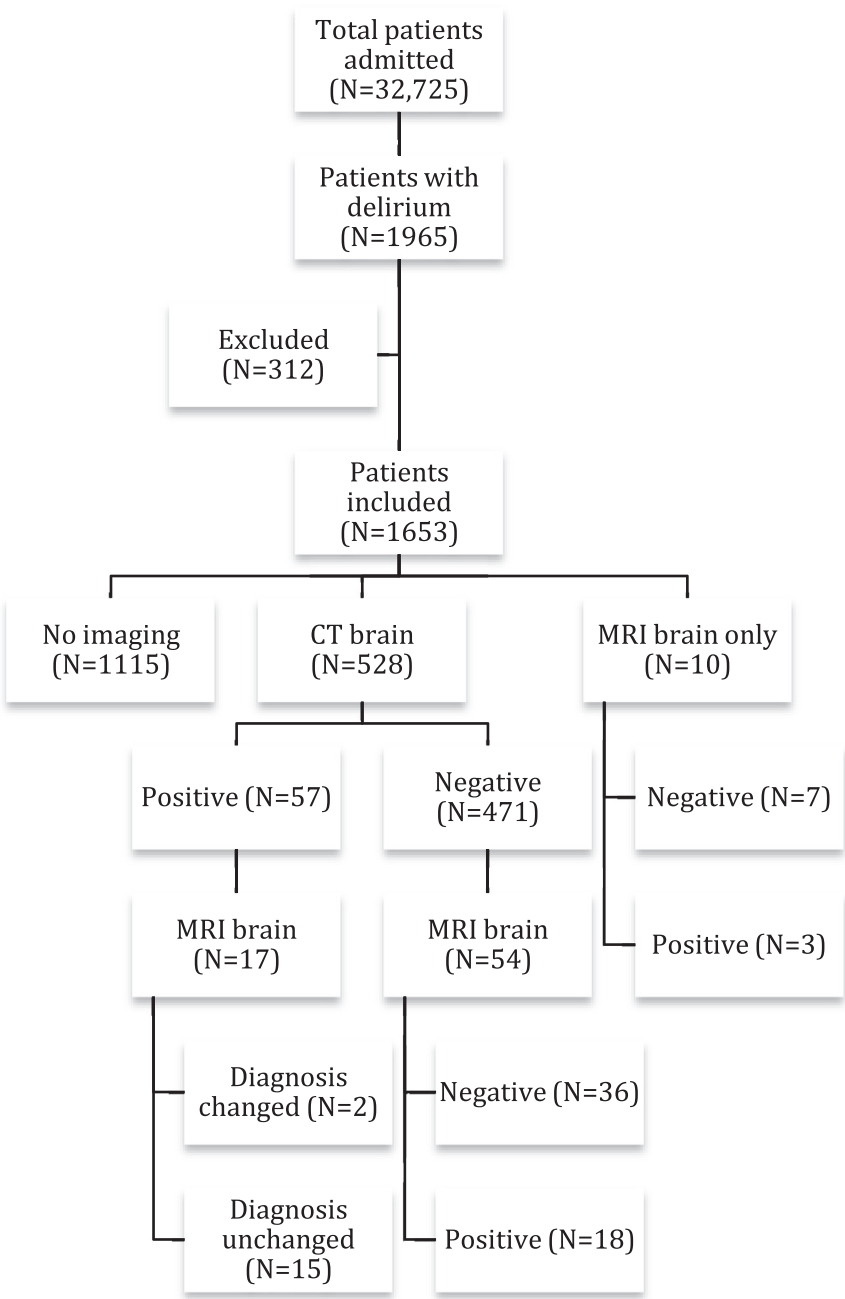 Total patients
admitted
(N=32,725)
Patients with
delirium
(N=1965)
Excluded
(N=312)
Patients
included
(N=1653)
No imaging
(N=1115)
CT brain
(N=528)
MRI brain only
(N=10)
Positive (N=57)
Negative
(N=471)
Negative (N=7)
MRI brain
(N=17)
MRI brain
(N=54)
Positive (N=3)
Diagnosis
changed (N=2)
Negative (N=36)
Diagnosis
unchanged
(N=15)
Positive (N=18)